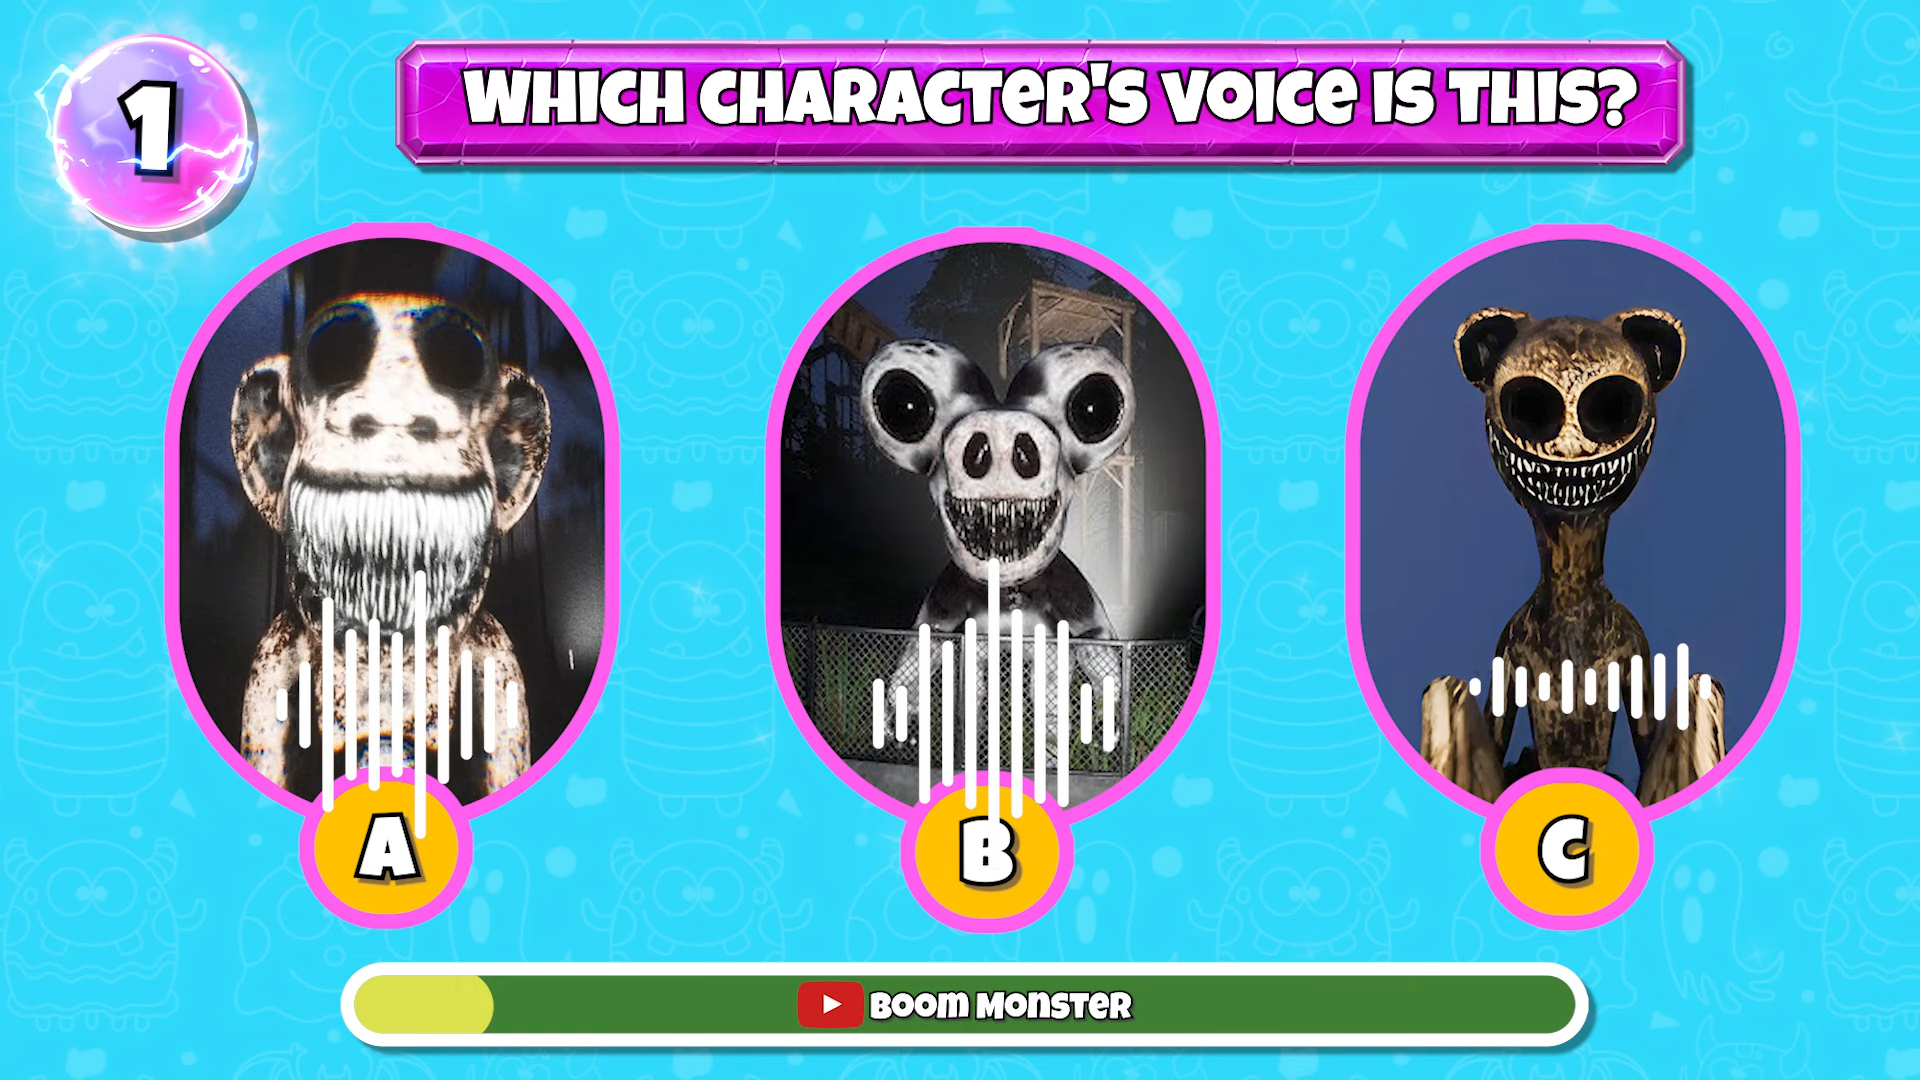 1
WHICH CHARACTER'S VOICE IS THIS?
A
B
C
BOOM MONSTER